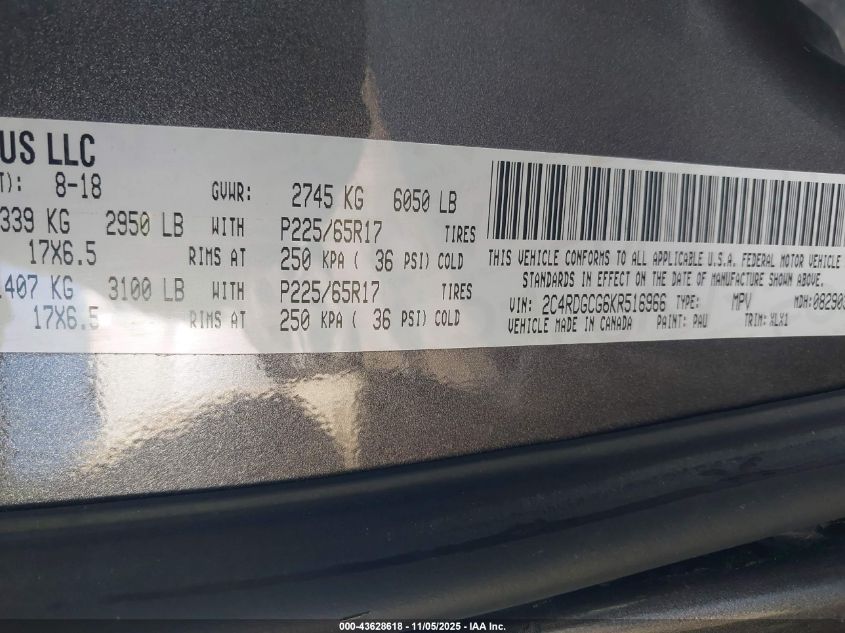 US LLC
T): 8-18 GVWR: 2745 KG 6050 LB
339 KG 2950 LB WITH P225/65R17 TIRES
17X6.5 RIMS AT 250 KPA ( 36 PSI) COLD
407 KG 3100 LB WITH P225/65R17 TIRES
17X6.5 RIMS AT 250 KPA ( 36 PSI) COLD
THIS VEHICLE CONFORMS TO ALL APPLICABLE U.S.A. FEDERAL MOTOR VEHICLE
STANDARDS IN EFFECT ON THE DATE OF MANUFACTURE SHOWN ABOVE.
VIN: 2C4RDGCG6KR516966 TYPE: MPV MDH:082903
VEHICLE MADE IN CANADA PAINT: PAU TRIM: XLX1
000-43628618 - 11/05/2025 - IAA Inc.